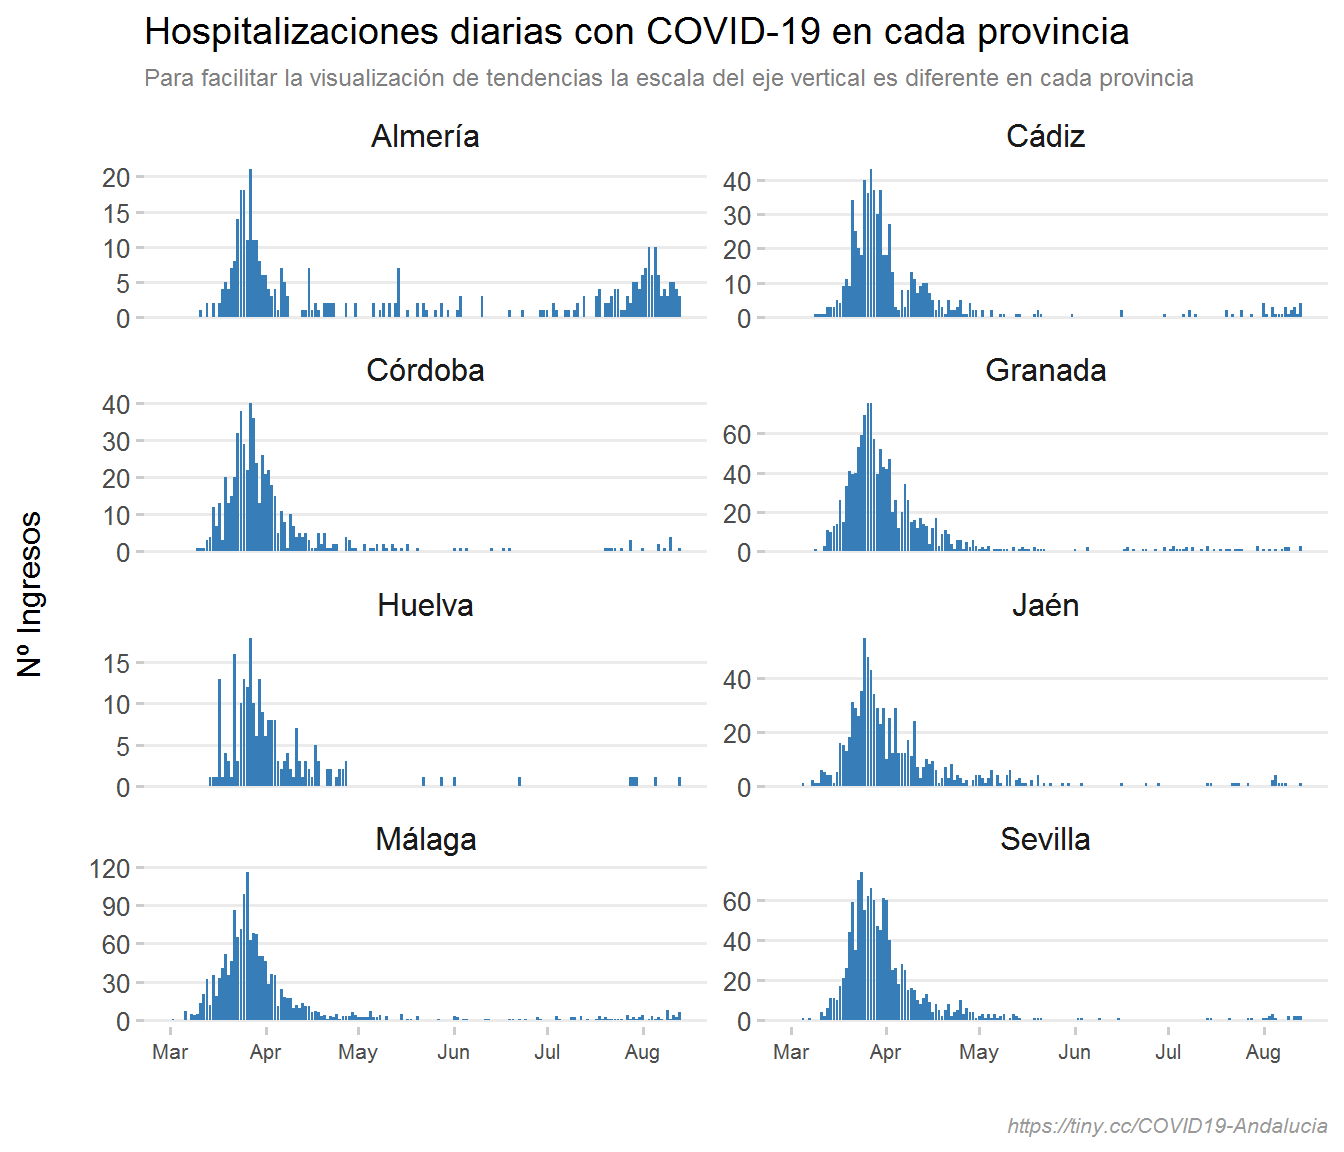 Hospitalizaciones diarias con COVID-19 en cada provincia
Para facilitar la visualización de tendencias la escala del eje vertical es diferente en cada provincia
Nº Ingresos
Almería
20
15
10
5
0
Cádiz
40
30
20
10
0
Córdoba
40
30
20
10
0
Granada
60
40
20
0
Huelva
15
10
5
0
Jaén
40
20
0
Málaga
120
90
60
30
0
Mar Apr May Jun Jul Aug
Sevilla
60
40
20
0
Mar Apr May Jun Jul Aug
https://tiny.cc/COVID19-Andalucia